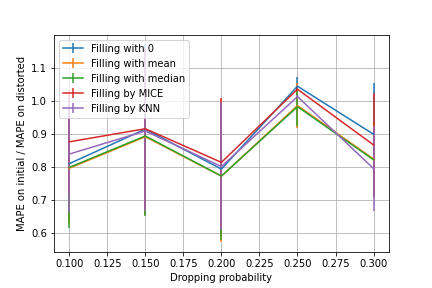 Filling with 0
Filling with mean
Filling with median
Filling by MICE
Filling by KNN
MAPE on initial / MAPE on distorted
1.1
1.0
0.9
0.8
0.7
0.6
0.100 0.125 0.150 0.175 0.200 0.225 0.250 0.275 0.300
Dropping probability